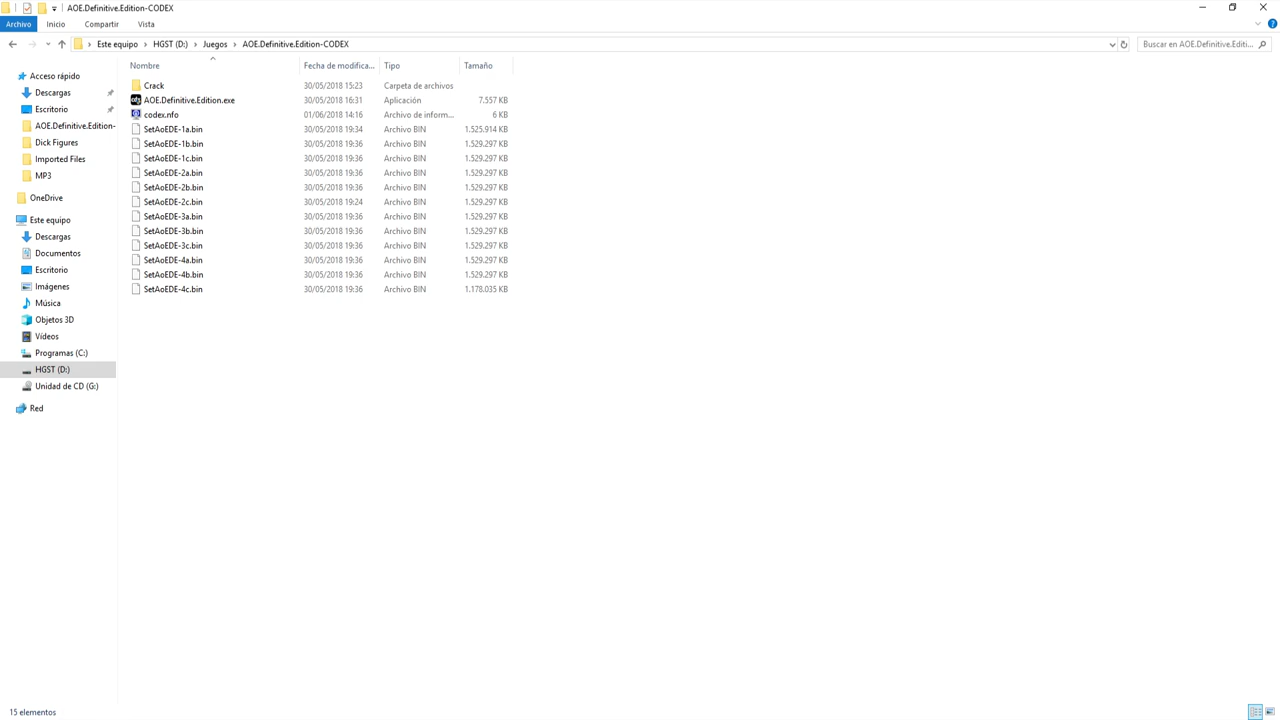 AOE.Definitive.Edition-CODEX
Archivo Inicio Compartir Vista
Este equipo HGST (D:) Juegos AOE.Definitive.Edition-CODEX
Buscar en AOE.Definitive.Editi...
Nombre Fecha de modifica... Tipo Tamaño
Crack 30/05/2018 15:23 Carpeta de archivos
AOE.Definitive.Edition.exe 30/05/2018 16:31 Aplicación 7.557 KB
codex.nfo 01/06/2018 14:16 Archivo de inform... 6 KB
SetAoEDE-1a.bin 30/05/2018 19:34 Archivo BIN 1.525.914 KB
SetAoEDE-1b.bin 30/05/2018 19:36 Archivo BIN 1.529.297 KB
SetAoEDE-1c.bin 30/05/2018 19:36 Archivo BIN 1.529.297 KB
SetAoEDE-2a.bin 30/05/2018 19:36 Archivo BIN 1.529.297 KB
SetAoEDE-2b.bin 30/05/2018 19:36 Archivo BIN 1.529.297 KB
SetAoEDE-2c.bin 30/05/2018 19:24 Archivo BIN 1.529.297 KB
SetAoEDE-3a.bin 30/05/2018 19:36 Archivo BIN 1.529.297 KB
SetAoEDE-3b.bin 30/05/2018 19:36 Archivo BIN 1.529.297 KB
SetAoEDE-3c.bin 30/05/2018 19:36 Archivo BIN 1.529.297 KB
SetAoEDE-4a.bin 30/05/2018 19:36 Archivo BIN 1.529.297 KB
SetAoEDE-4b.bin 30/05/2018 19:36 Archivo BIN 1.529.297 KB
SetAoEDE-4c.bin 30/05/2018 19:36 Archivo BIN 1.178.035 KB
Acceso rápido
Descargas
Escritorio
AOE.Definitive.Edition-
Dick Figures
Imported Files
MP3
OneDrive
Este equipo
Descargas
Documentos
Escritorio
Imágenes
Música
Objetos 3D
Vídeos
Programas (C:)
HGST (D:)
Unidad de CD (G:)
Red
15 elementos